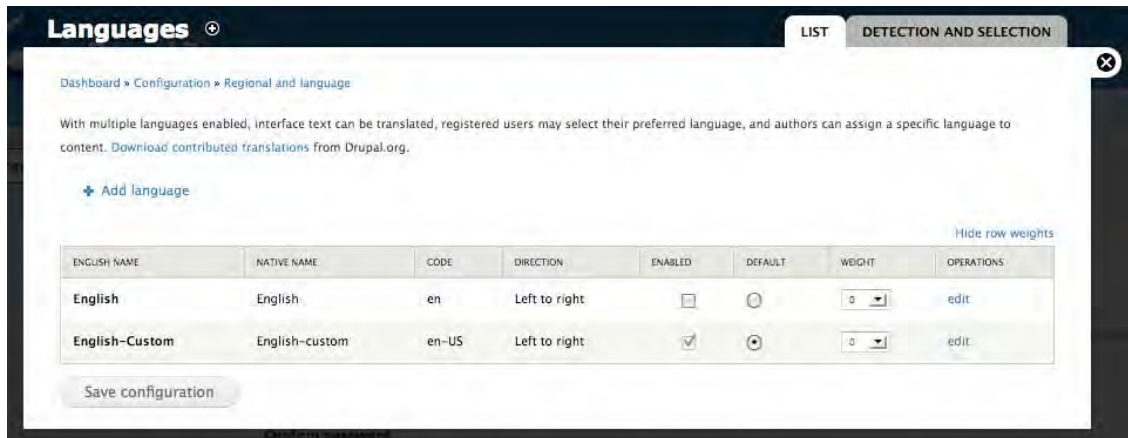 Languages
LIST
DETECTION AND SELECTION
Dashboard » Configuration » Regional and language
With multiple languages enabled, interface text can be translated, registered users may select their preferred language, and authors can assign a specific language to
content. Download contributed translations from Drupal.org.
Add language
Hide row weights
ENGLISH NAME NATIVE NAME CODE DIRECTION ENABLED DEFAULT WEIGHT OPERATIONS
English English en Left to right 0 edit
English-Custom English-custom en-US Left to right 0 edit
Save configuration